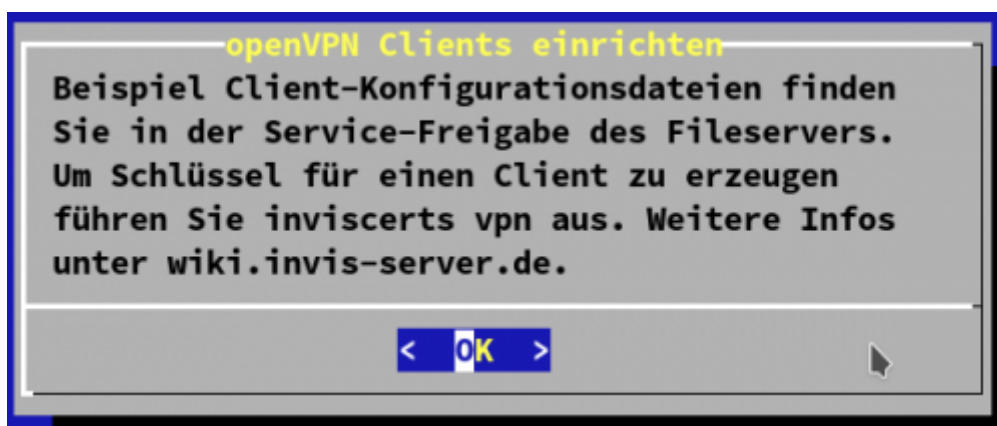 openVPN Clients einrichten
Beispiel Client-Konfigurationsdateien finden
Sie in der Service-Freigabe des Fileservers.
Um Schlüssel für einen Client zu erzeugen
führen Sie inviscerts vpn aus. Weitere Infos
unter wiki.invis-server.de.
< OK >